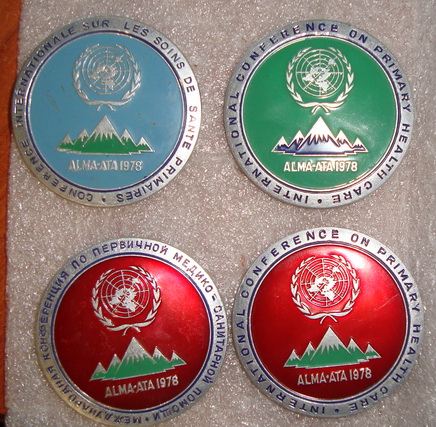 CONFERENCE INTERNATIONALE SUR LES SOINS DE SANTE PRIMAIRES •
ALMA-ATA 1978
INTERNATIONAL CONFERENCE ON PRIMARY HEALTH CARE •
ALMA-ATA 1978
МЕЖДУНАРОДНАЯ КОНФЕРЕНЦИЯ ПО ПЕРВИЧНОЙ МЕДИКО-САНИТАРНОЙ ПОМОЩИ •
ALMA-ATA 1978
INTERNATIONAL CONFERENCE ON PRIMARY HEALTH CARE •
ALMA-ATA 1978